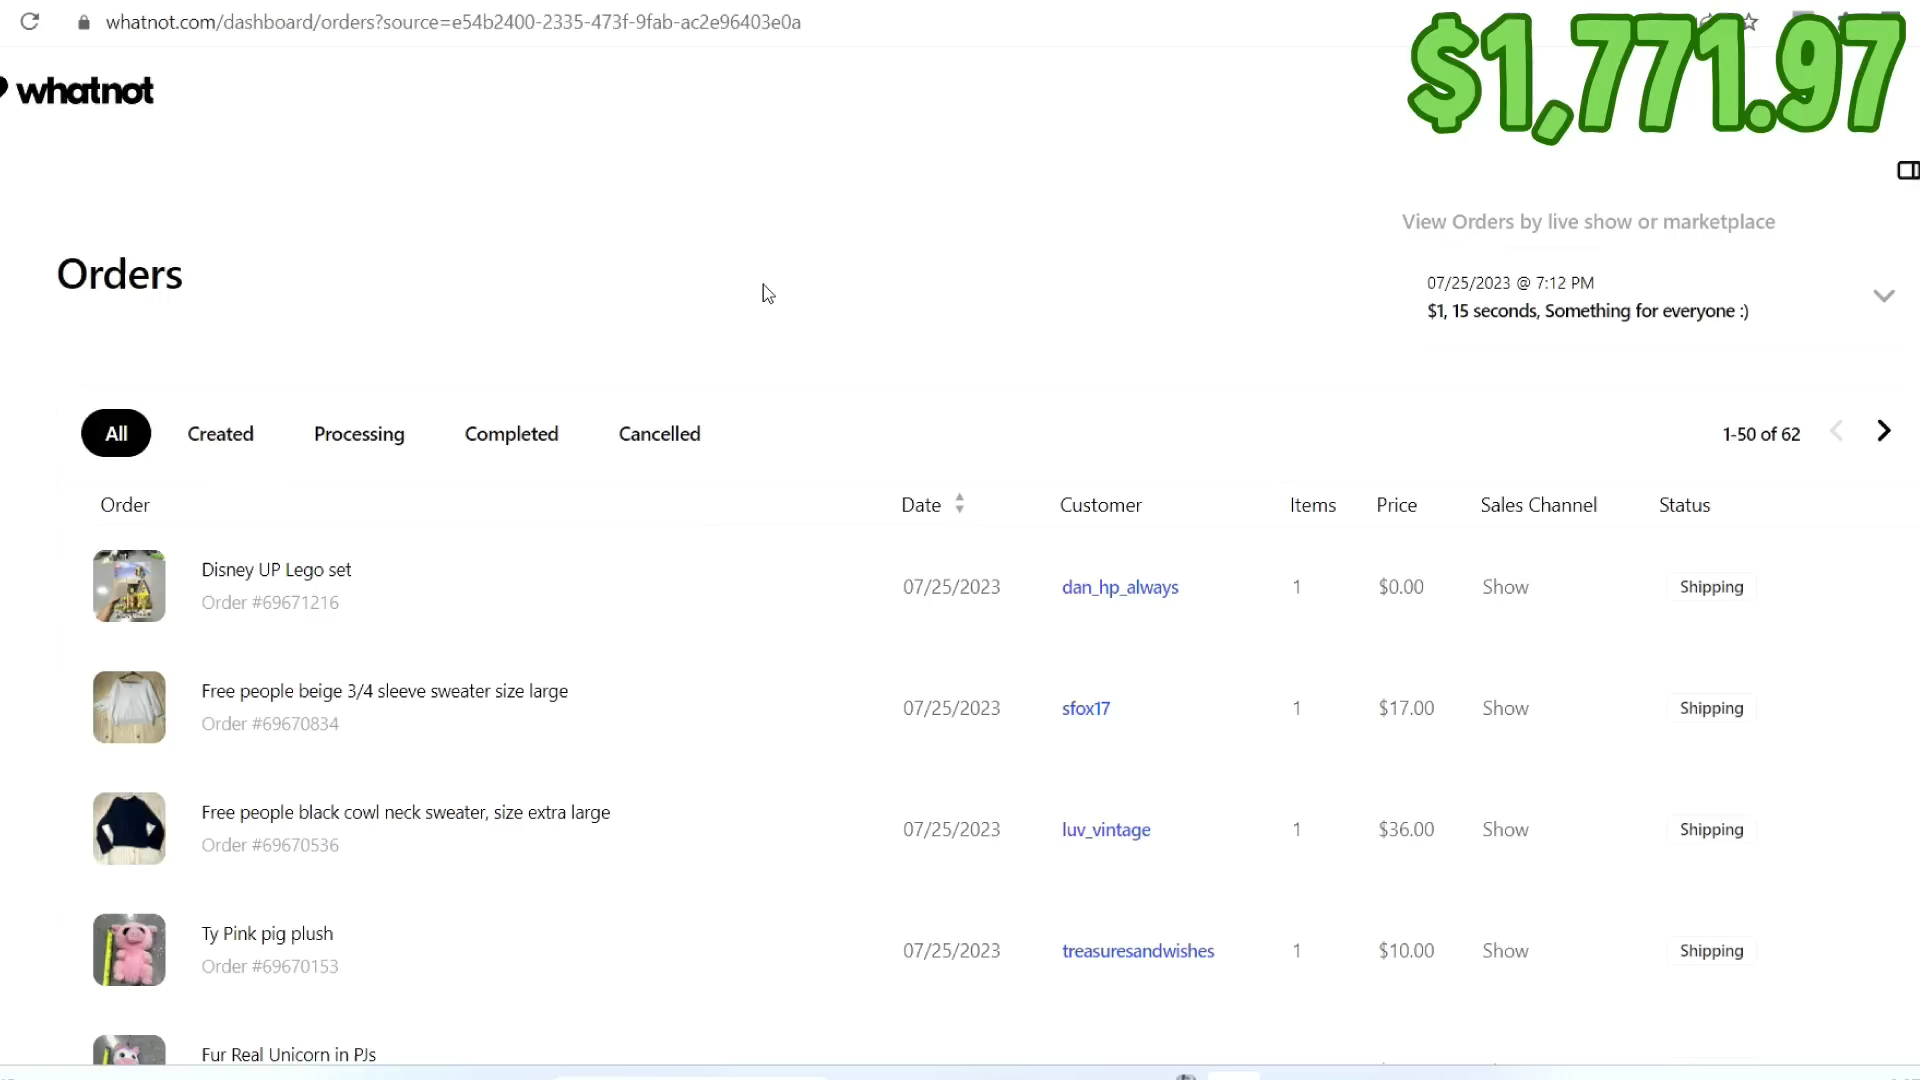 whatnot.com/dashboard/orders?source=e54b2400-2335-473f-9fab-ac2e96403e0a
$1,771.97
whatnot
View Orders by live show or marketplace
Orders
07/25/2023 @ 7:12 PM
$1, 15 seconds, Something for everyone :)
All Created Processing Completed Cancelled 1-50 of 62
Order Date Customer Items Price Sales Channel Status
Disney UP Lego set
Order #69671216
07/25/2023 dan_hp_always 1 $0.00 Show Shipping
Free people beige 3/4 sleeve sweater size large
Order #69670834
07/25/2023 sfox17 1 $17.00 Show Shipping
Free people black cowl neck sweater, size extra large
Order #69670536
07/25/2023 luv_vintage 1 $36.00 Show Shipping
Ty Pink pig plush
Order #69670153
07/25/2023 treasuresandwishes 1 $10.00 Show Shipping
Fur Real Unicorn in PJs